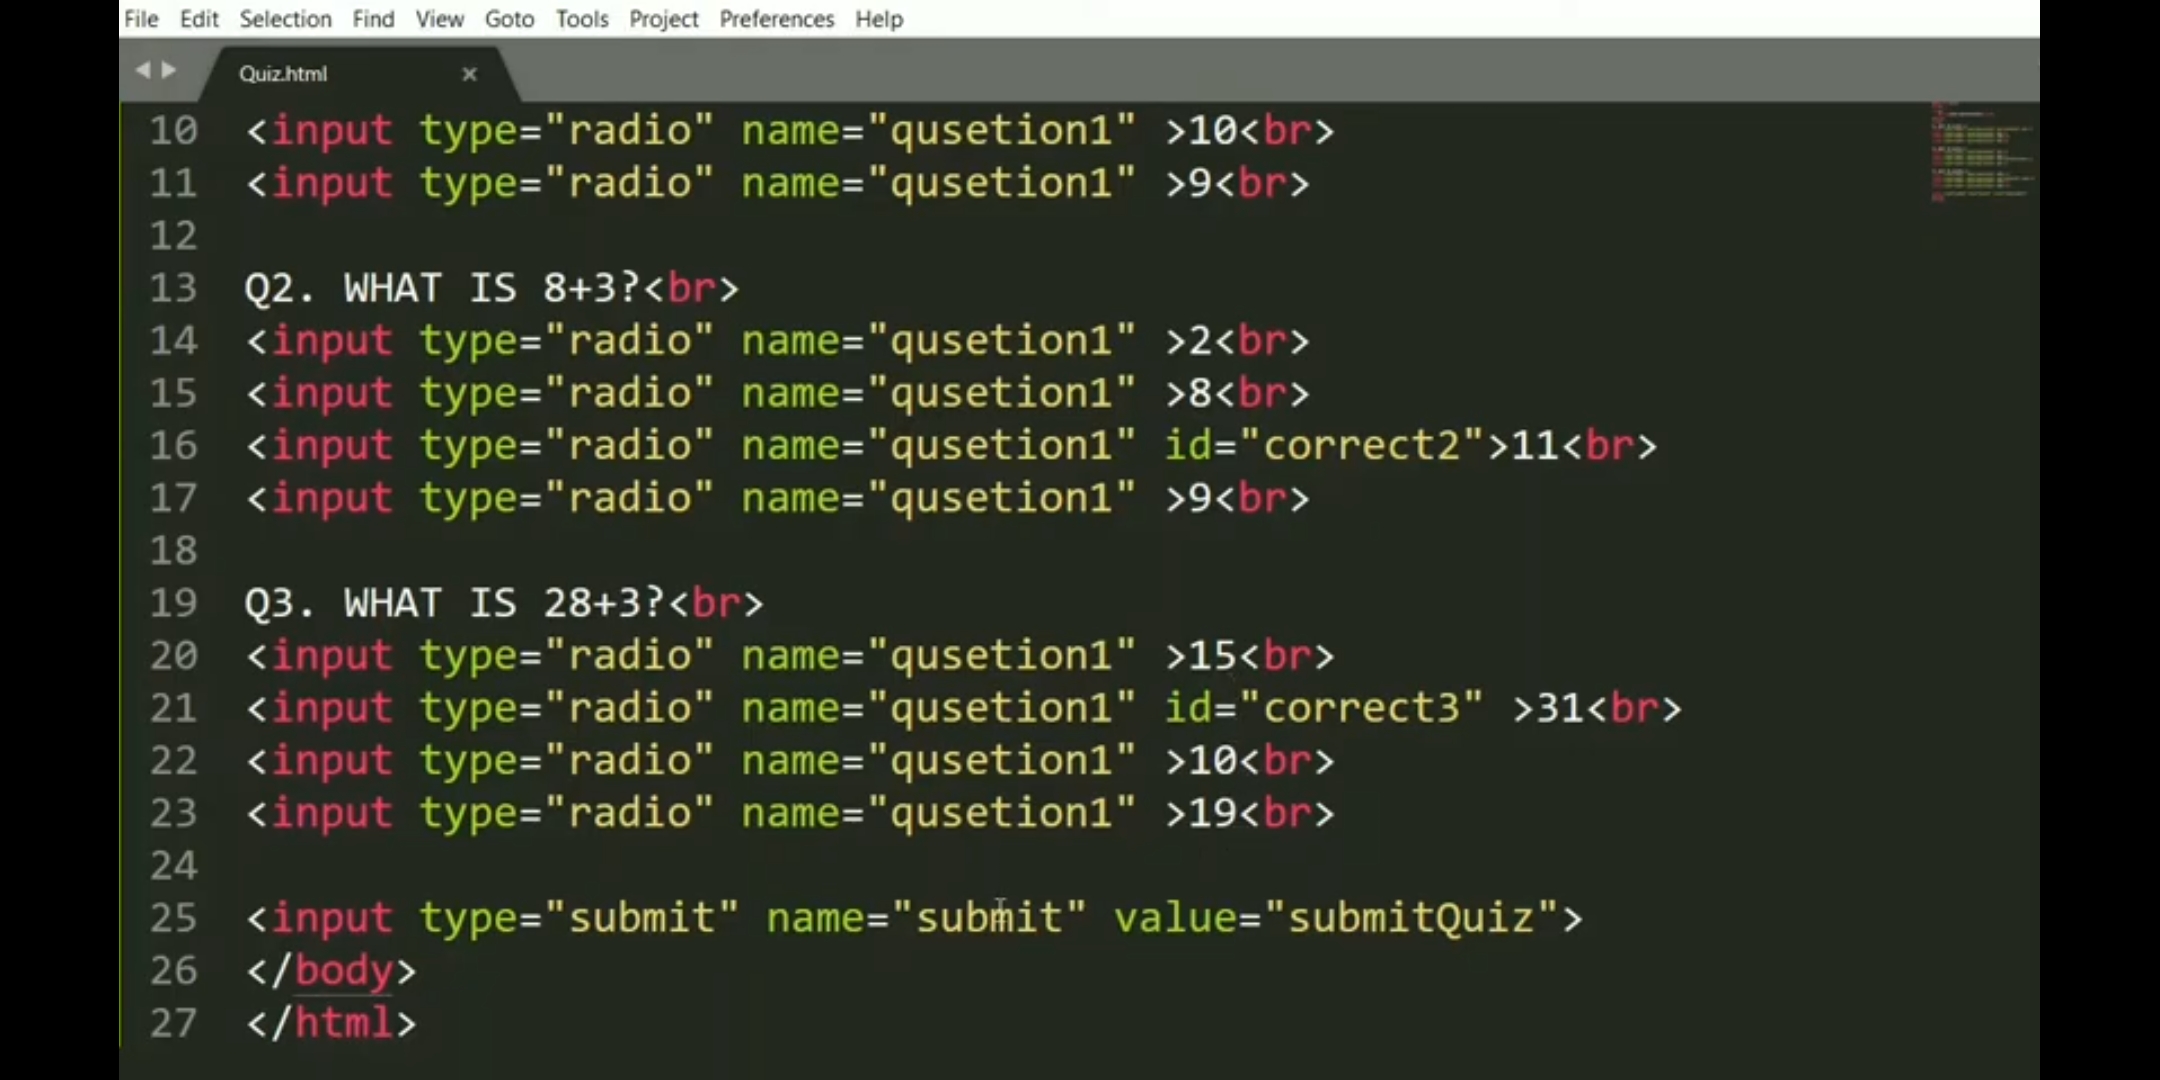 File Edit Selection Find View Goto Tools Project Preferences Help
Quiz.html ×
10 <input type="radio" name="qusetion1" >10<br>
11 <input type="radio" name="qusetion1" >9<br>
12
13 Q2. WHAT IS 8+3?<br>
14 <input type="radio" name="qusetion1" >2<br>
15 <input type="radio" name="qusetion1" >8<br>
16 <input type="radio" name="qusetion1" id="correct2">11<br>
17 <input type="radio" name="qusetion1" >9<br>
18
19 Q3. WHAT IS 28+3?<br>
20 <input type="radio" name="qusetion1" >15<br>
21 <input type="radio" name="qusetion1" id="correct3" >31<br>
22 <input type="radio" name="qusetion1" >10<br>
23 <input type="radio" name="qusetion1" >19<br>
24
25 <input type="submit" name="submit" value="submitQuiz">
26 </body>
27 </html>